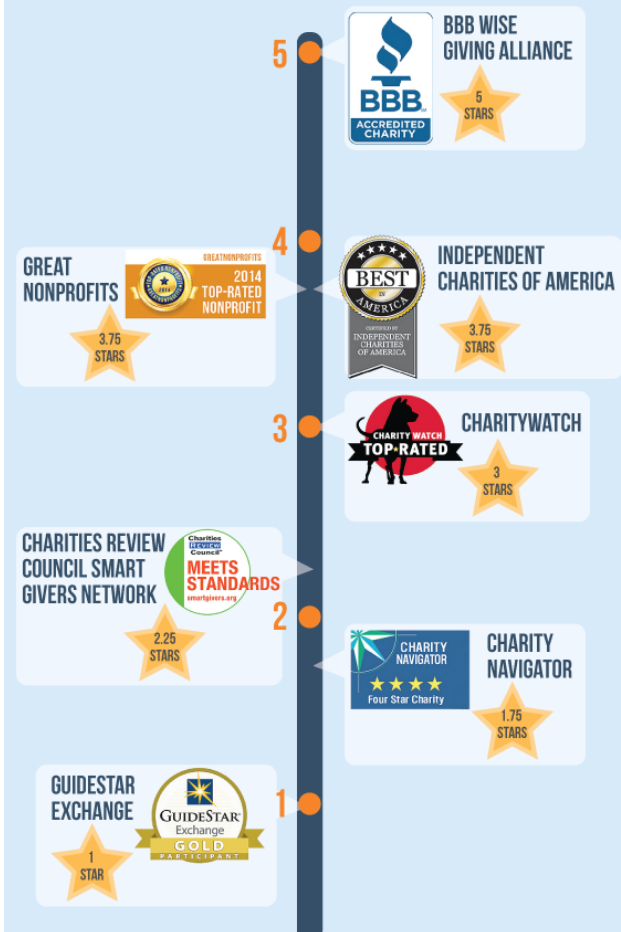 5
BBB WISE
GIVING ALLIANCE
BBB
ACCREDITED
CHARITY
5
STARS
4
GREAT
NONPROFITS
GREATNONPROFITS
2014
TOP-RATED
NONPROFIT
2014
3.75
STARS
INDEPENDENT
CHARITIES OF AMERICA
BEST
IN
AMERICA
CERTIFIED BY
INDEPENDENT
CHARITIES
OF AMERICA
3.75
STARS
3
CHARITYWATCH
CHARITY WATCH
TOP★RATED
3
STARS
CHARITIES REVIEW
COUNCIL SMART
GIVERS NETWORK
Charities
REVIEW
Council
MEETS
STANDARDS
smartgivers.org
2.25
STARS
2
CHARITY
NAVIGATOR
CHARITY
NAVIGATOR
Four Star Charity
1.75
STARS
GUIDESTAR
EXCHANGE
GUIDESTAR
Exchange
GOLD
PARTICIPANT
1
STAR
1